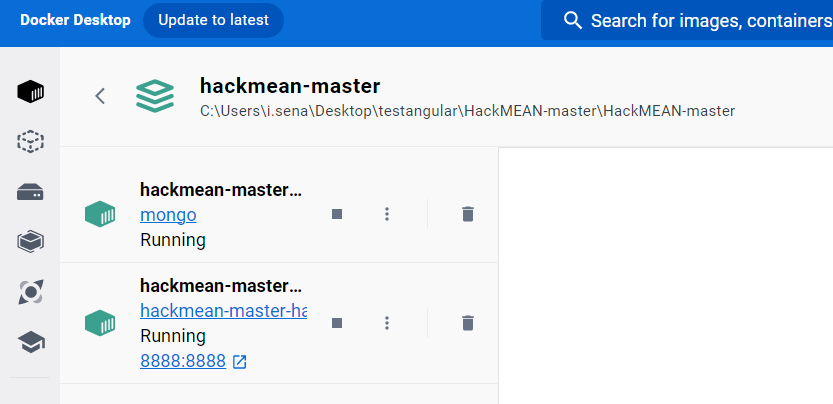 Docker Desktop
Update to latest
Search for images, containers
hackmean-master
C:\Users\i.sena\Desktop\testangular\HackMEAN-master\HackMEAN-master
hackmean-master...
mongo
Running
hackmean-master...
hackmean-master-ha
Running
8888:8888